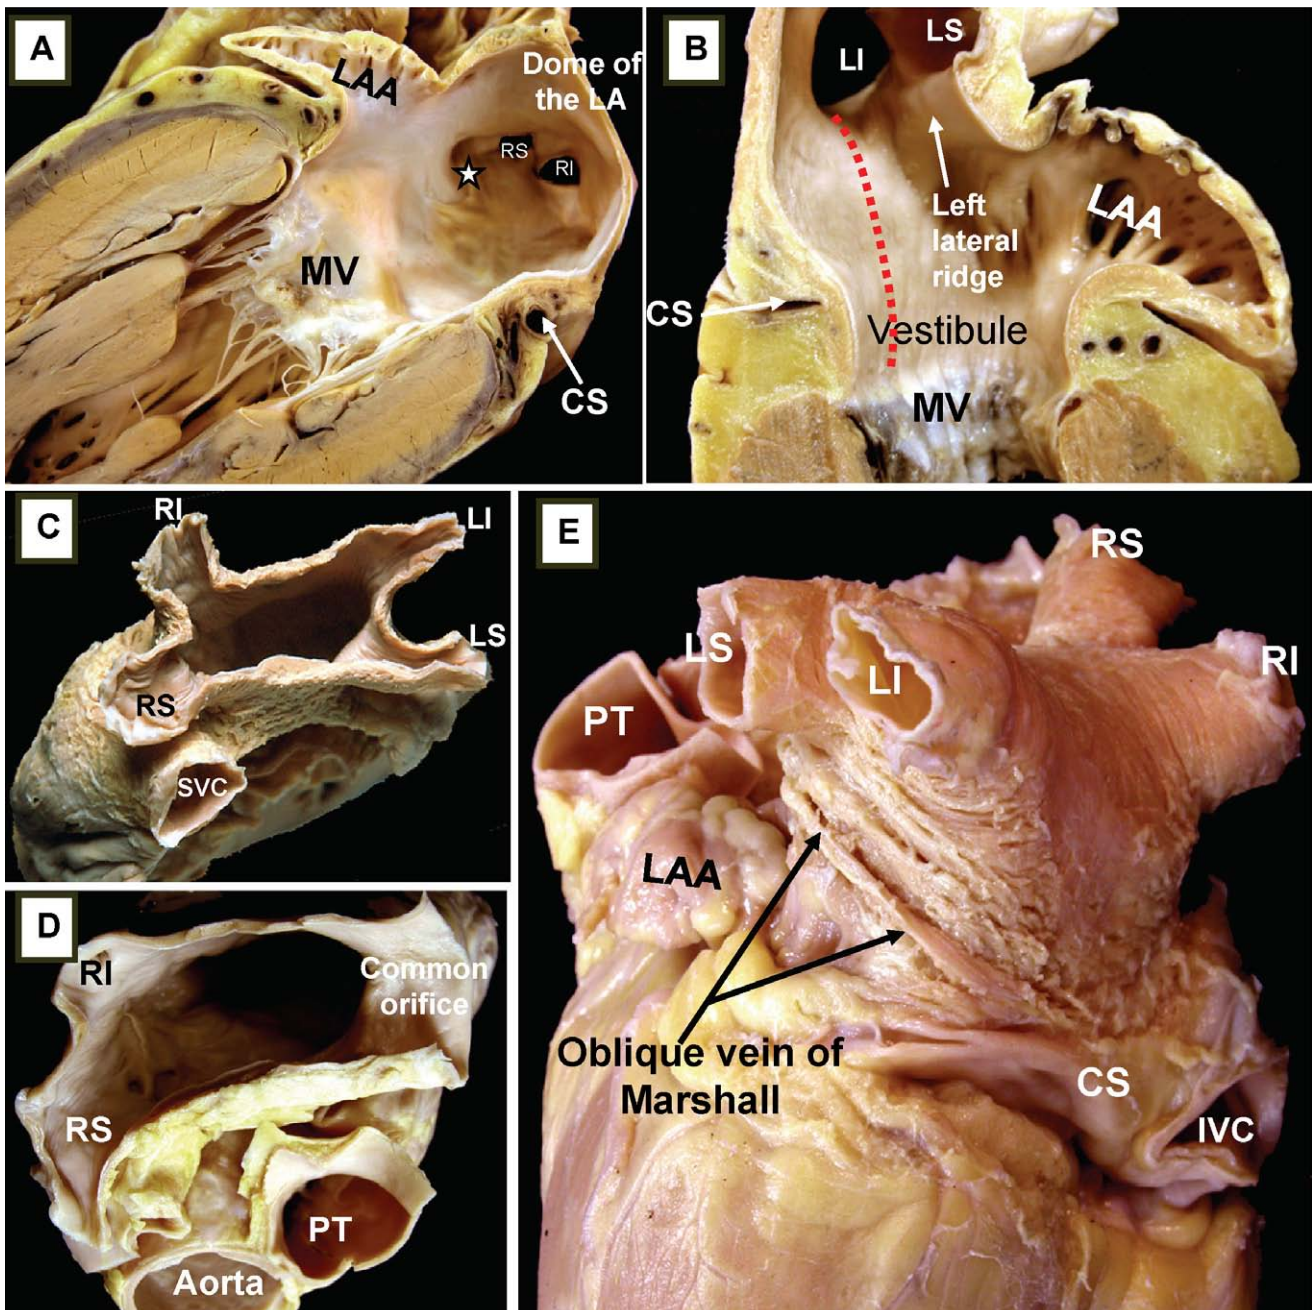 A
LAA
Dome of
the LA
RS
RI
MV
CS
B
LI
LS
Left
lateral
ridge
LAA
CS
Vestibule
MV
C
RI
LI
LS
RS
SVC
D
RI
Common
orifice
RS
PT
Aorta
E
RS
LS
LI
RI
PT
LAA
Oblique vein of
Marshall
CS
IVC